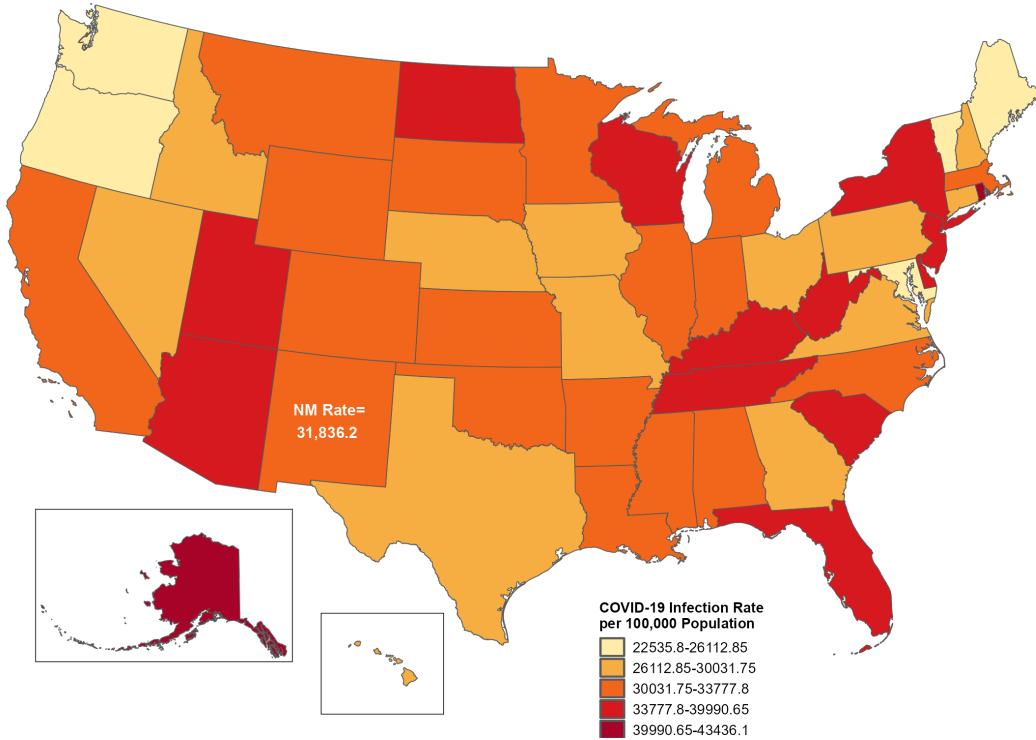 NM Rate=
31,836.2
COVID-19 Infection Rate
per 100,000 Population
22535.8-26112.85
26112.85-30031.75
30031.75-33777.8
33777.8-39990.65
39990.65-43436.1